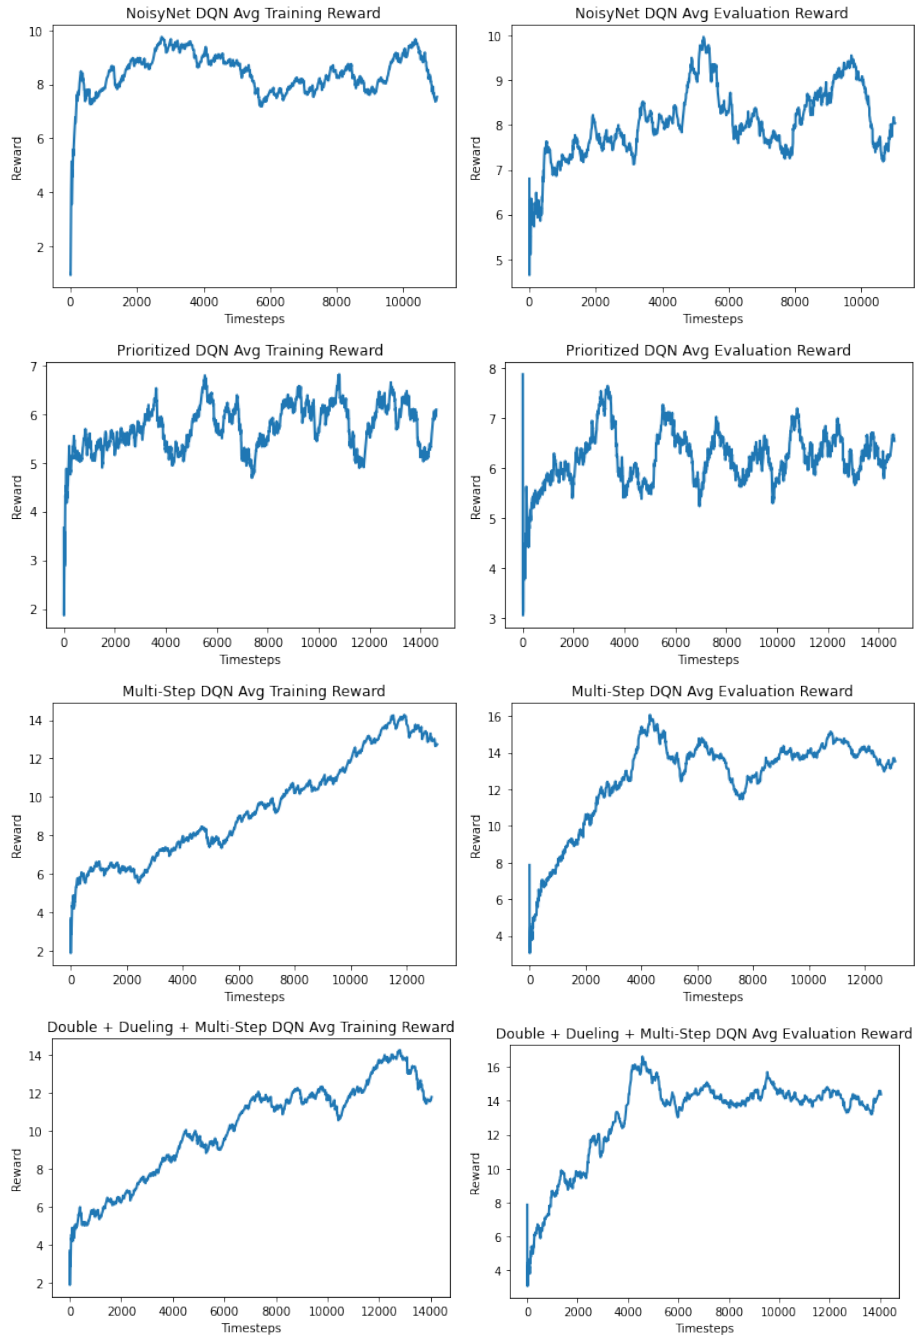 NoisyNet DQN Avg Training Reward
10
8
6
4
2
Reward
0 2000 4000 6000 8000 10000
Timesteps
NoisyNet DQN Avg Evaluation Reward
10
9
8
7
6
5
Reward
0 2000 4000 6000 8000 10000
Timesteps
Prioritized DQN Avg Training Reward
7
6
5
4
3
2
Reward
0 2000 4000 6000 8000 10000 12000 14000
Timesteps
Prioritized DQN Avg Evaluation Reward
8
7
6
5
4
3
Reward
0 2000 4000 6000 8000 10000 12000 14000
Timesteps
Multi-Step DQN Avg Training Reward
14
12
10
8
6
4
2
Reward
0 2000 4000 6000 8000 10000 12000
Timesteps
Multi-Step DQN Avg Evaluation Reward
16
14
12
10
8
6
4
Reward
0 2000 4000 6000 8000 10000 12000
Timesteps
Double + Dueling + Multi-Step DQN Avg Training Reward
14
12
10
8
6
4
2
Reward
0 2000 4000 6000 8000 10000 12000 14000
Timesteps
Double + Dueling + Multi-Step DQN Avg Evaluation Reward
16
14
12
10
8
6
4
Reward
0 2000 4000 6000 8000 10000 12000 14000
Timesteps